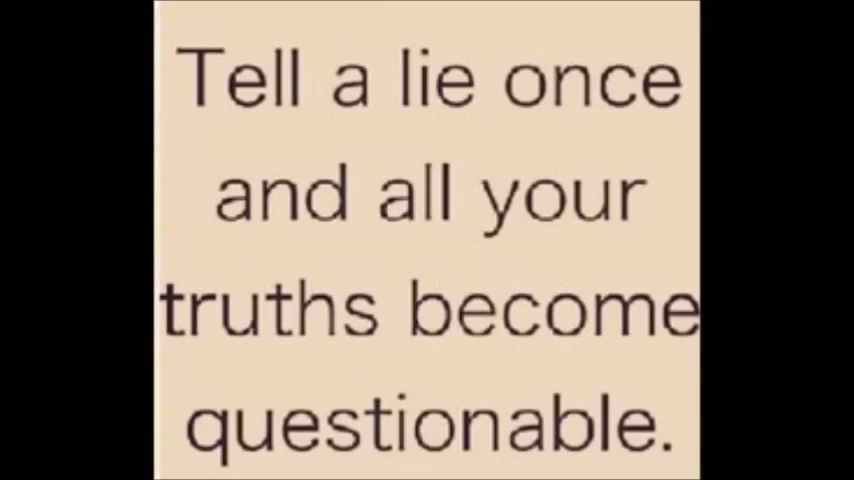 Tell a lie once
and all your
truths become
questionable.